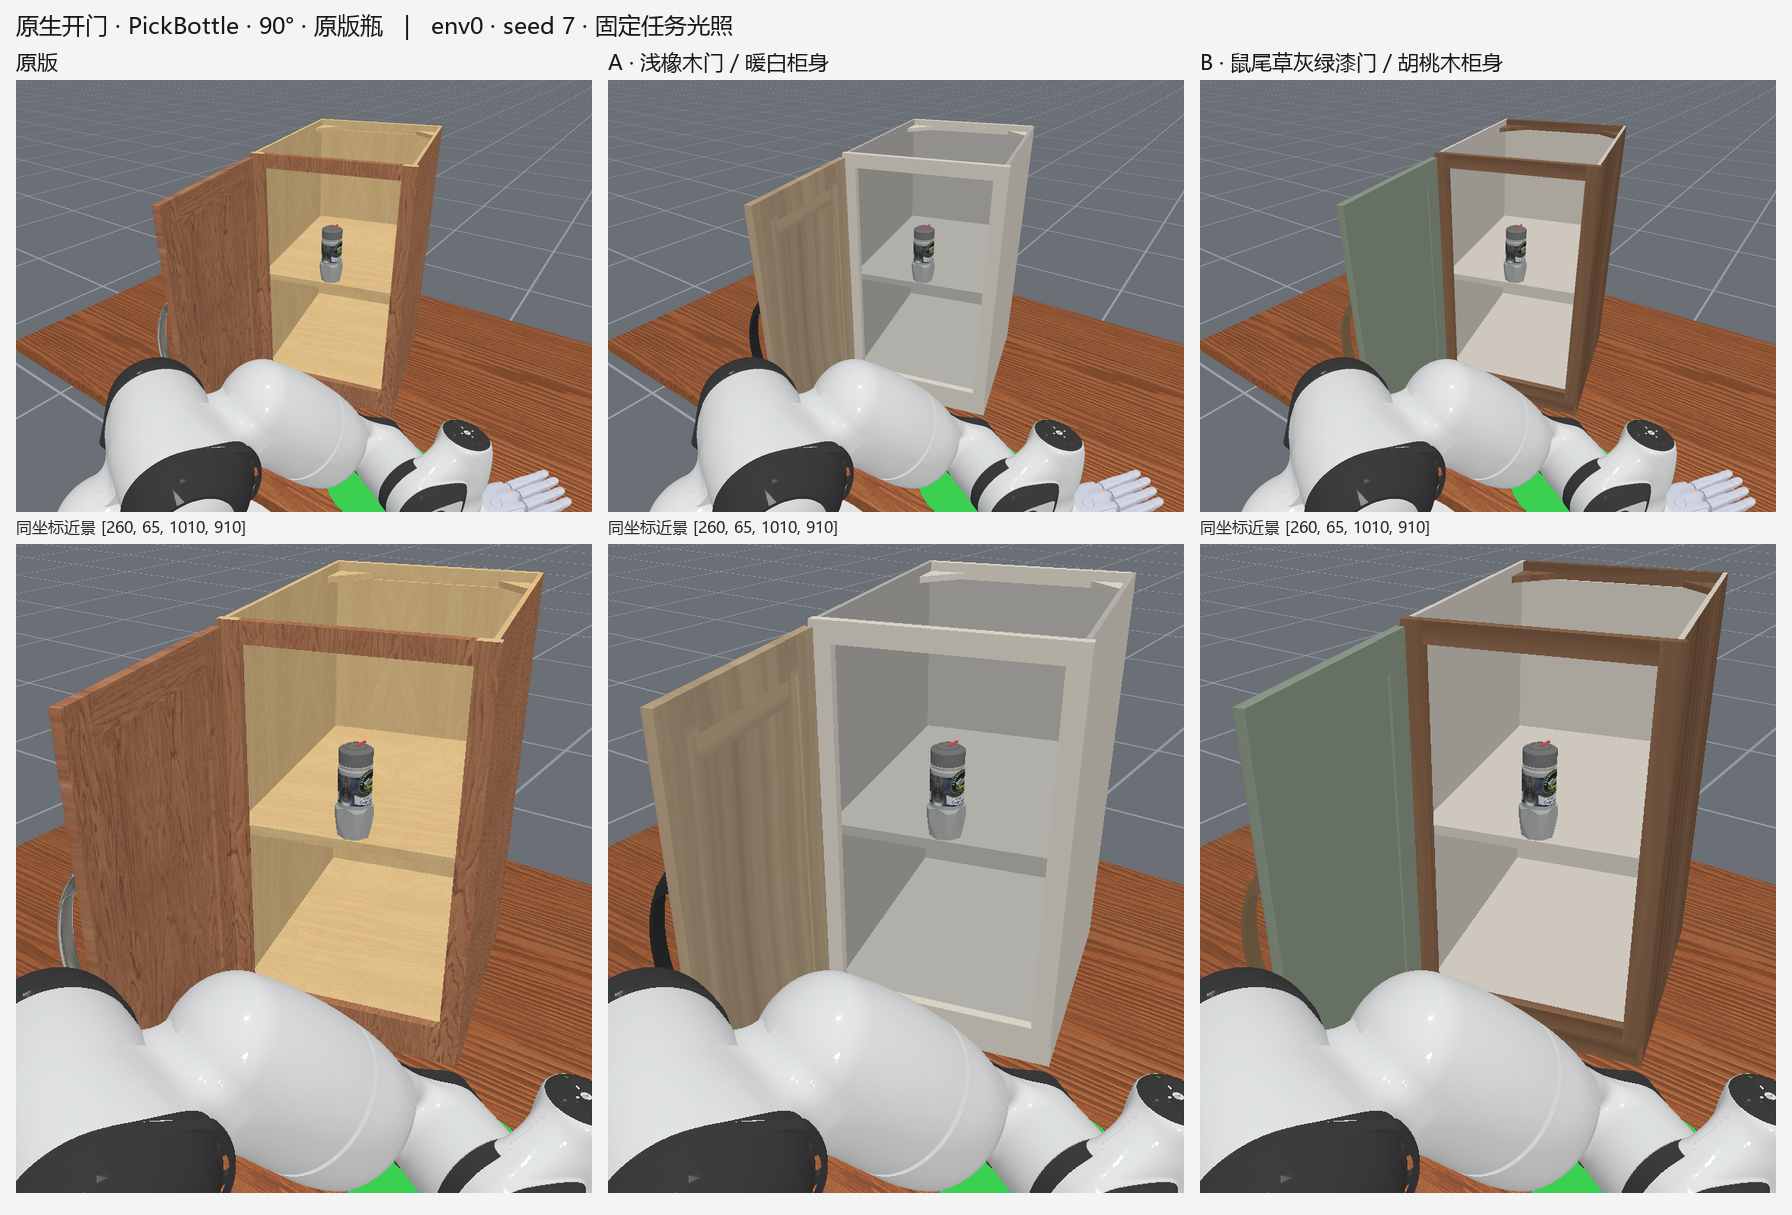 原生开门 · PickBottle · 90° · 原版瓶 | env0 · seed 7 · 固定任务光照
原版
A · 浅橡木门 / 暖白柜身
B · 鼠尾草灰绿漆门 / 胡桃木柜身
同坐标近景 [260, 65, 1010, 910]
同坐标近景 [260, 65, 1010, 910]
同坐标近景 [260, 65, 1010, 910]